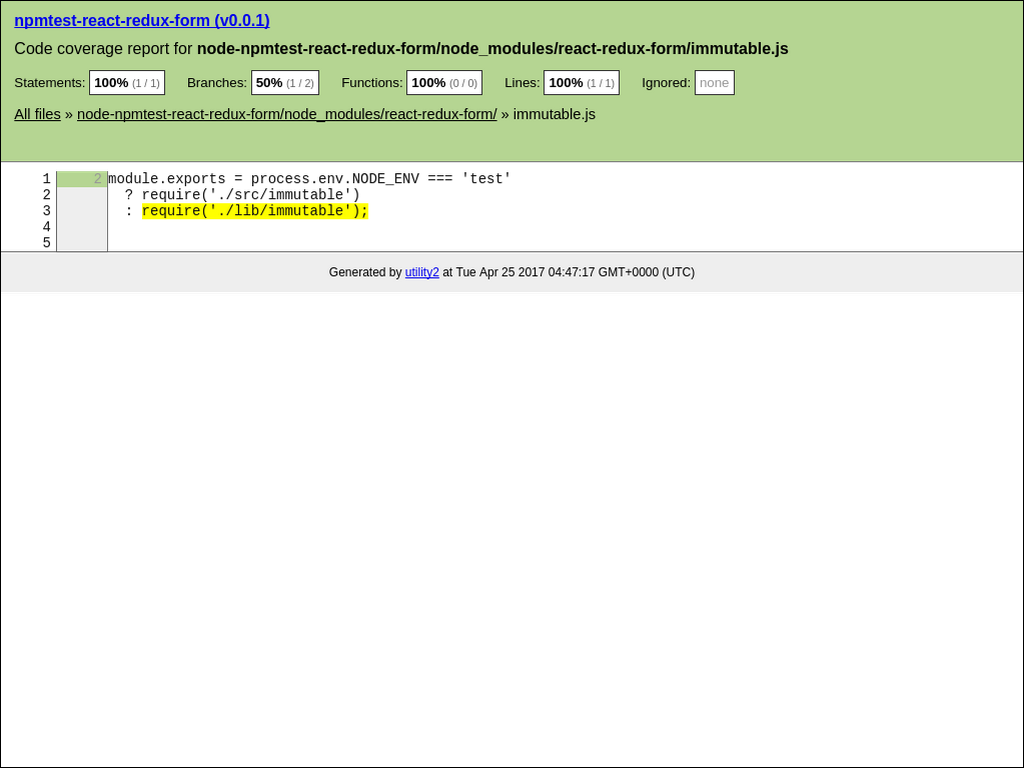 npmtest-react-redux-form (v0.0.1)
Code coverage report for node-npmtest-react-redux-form/node_modules/react-redux-form/immutable.js
Statements: 100% (1 / 1) Branches: 50% (1 / 2) Functions: 100% (0 / 0) Lines: 100% (1 / 1) Ignored: none
All files » node-npmtest-react-redux-form/node_modules/react-redux-form/ » immutable.js
1 2 module.exports = process.env.NODE_ENV === 'test'
2 ? require('./src/immutable')
3 : require('./lib/immutable');
4
5
Generated by utility2 at Tue Apr 25 2017 04:47:17 GMT+0000 (UTC)